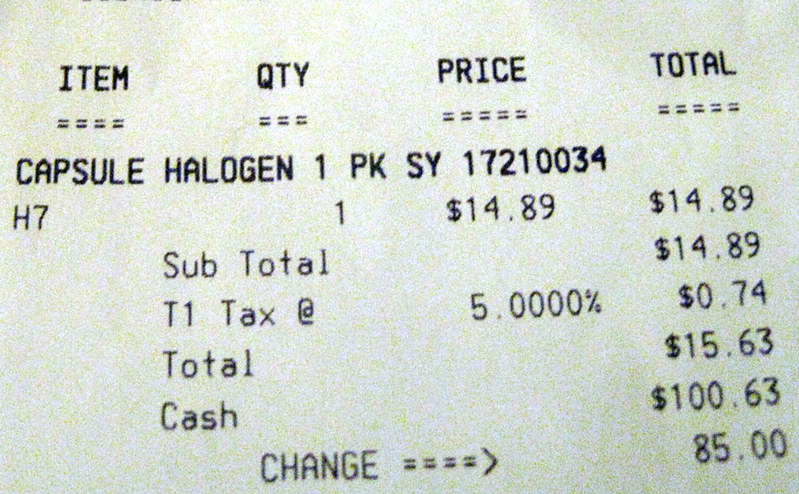 ITEM QTY PRICE TOTAL
==== === ===== =====
CAPSULE HALOGEN 1 PK SY 17210034
H7 1 $14.89 $14.89
Sub Total $14.89
T1 Tax @ 5.0000% $0.74
Total $15.63
Cash $100.63
CHANGE ====> 85.00